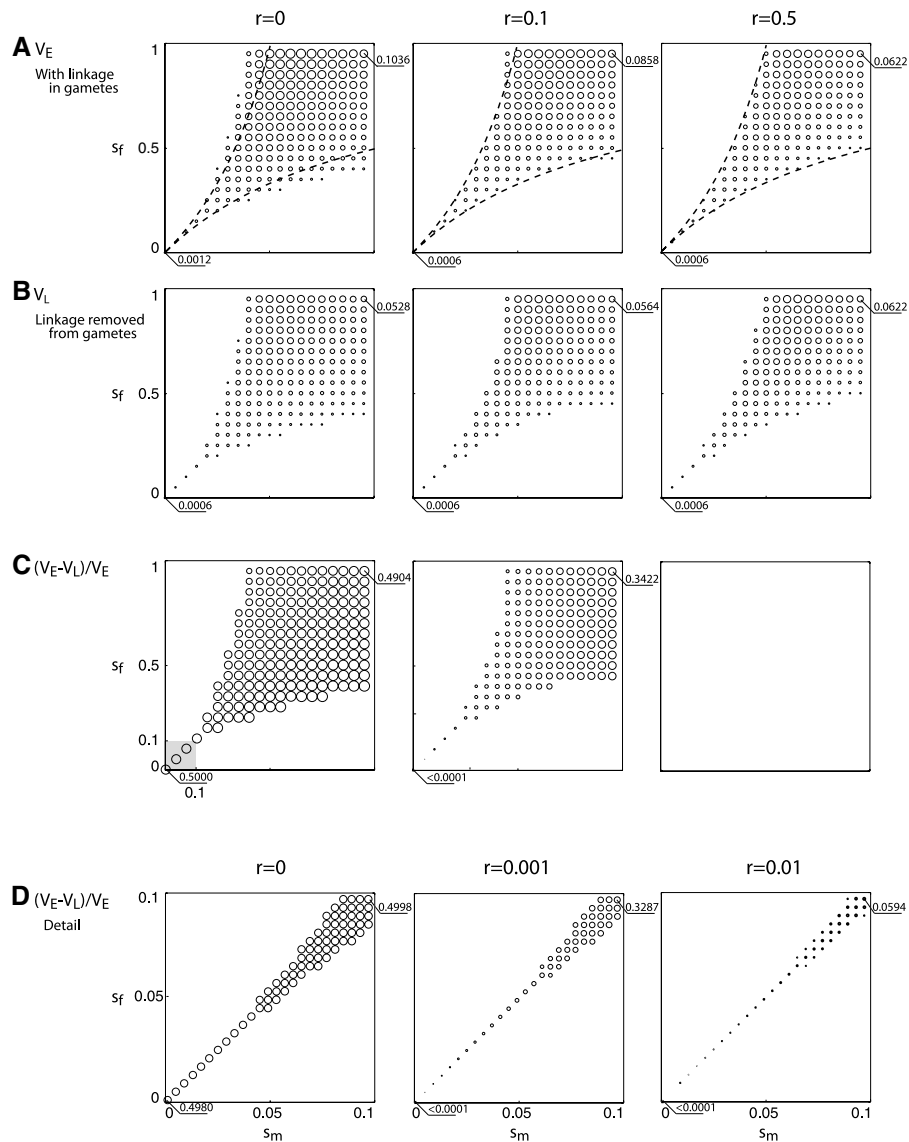 r=0 r=0.1 r=0.5
A V_E
With linkage
in gametes
1
0.1036 0.0858 0.0622
s_f 0.5
0
0.0012 0.0006 0.0006
B V_L
Linkage removed
from gametes
1
0.0528 0.0564 0.0622
s_f 0.5
0
0.0006 0.0006 0.0006
C (V_E-V_L)/V_E
1
0.4904 0.3422
s_f 0.5
0.1
0
0.5000 <0.0001
0.1
r=0 r=0.001 r=0.01
D (V_E-V_L)/V_E
Detail
0.1
0.4998 0.3287 0.0594
s_f 0.05
0
0.4980 <0.0001 <0.0001
0 0.05 0.1 0 0.05 0.1 0 0.05 0.1
s_m s_m s_m